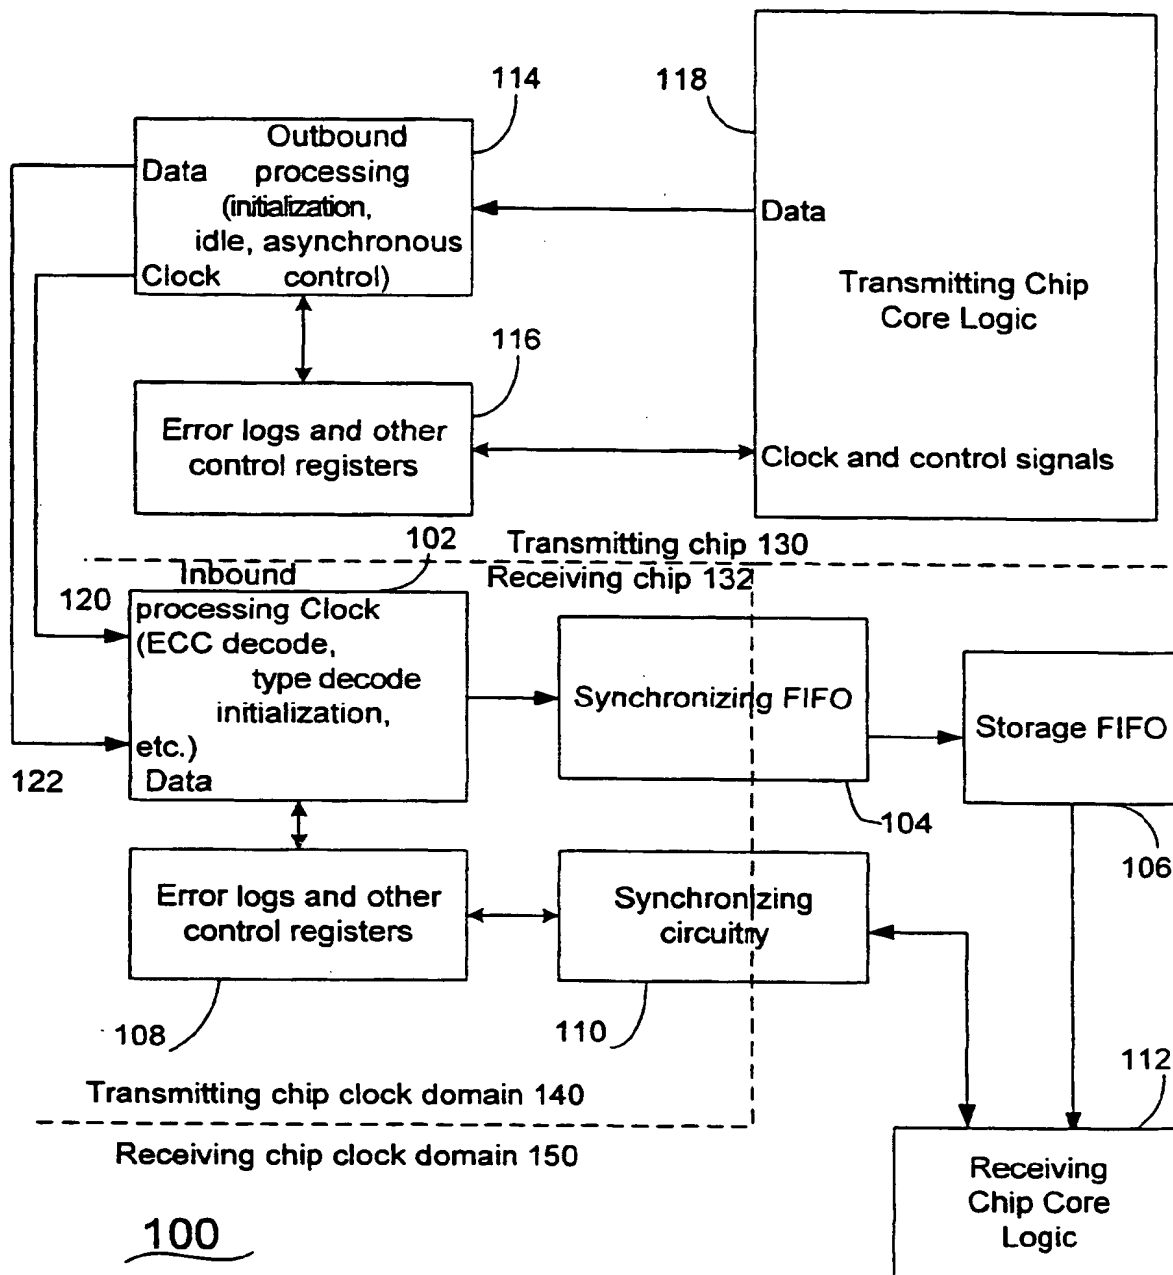 114
118
Outbound
Data processing
(initialization,
idle, asynchronous
Clock control)
Data
Transmitting Chip
Core Logic
116
Error logs and other
control registers
Clock and control signals
102
Transmitting chip 130
Inbound
Receiving chip 132
120
processing Clock
(ECC decode,
type decode
initialization,
etc.)
Data
122
Synchronizing FIFO
Storage FIFO
104
106
Error logs and other
control registers
Synchronizing
circuitry
108
110
112
Transmitting chip clock domain 140
Receiving chip clock domain 150
Receiving
Chip Core
Logic
100